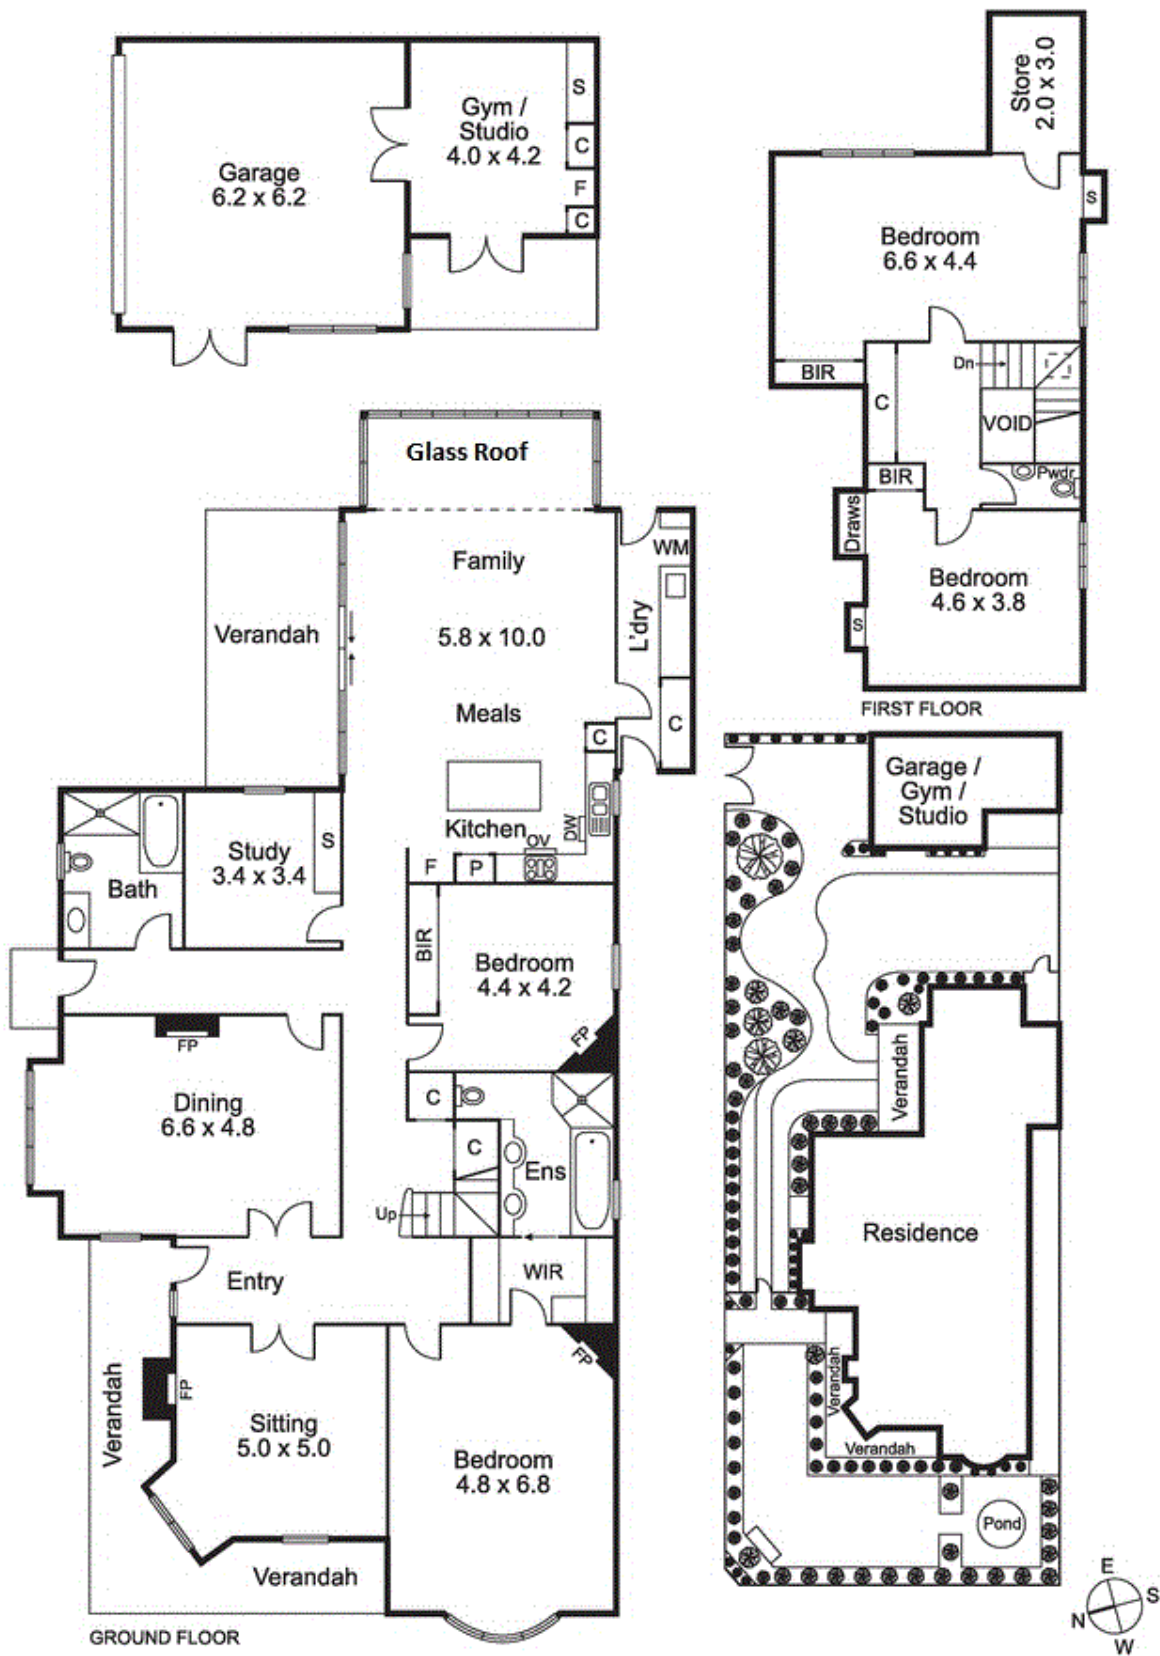 Garage
6.2 x 6.2
Gym /
Studio
4.0 x 4.2
S
C
F
C
Store
2.0 x 3.0
S
Bedroom
6.6 x 4.4
BIR
C
Dn
VOID
BIR
Pwdr
Draws
Bedroom
4.6 x 3.8
S
FIRST FLOOR
Glass Roof
Family
5.8 x 10.0
Meals
Verandah
WM
L'dry
C
C
Kitchen
DW
OV
F
P
Bath
Study
3.4 x 3.4
S
BIR
Bedroom
4.4 x 4.2
FP
FP
Dining
6.6 x 4.8
C
C
Ens
Up
WIR
Entry
FP
FP
Verandah
Sitting
5.0 x 5.0
Bedroom
4.8 x 6.8
Verandah
GROUND FLOOR
Garage /
Gym /
Studio
Verandah
Residence
Verandah
Verandah
Pond
E
S
N
W